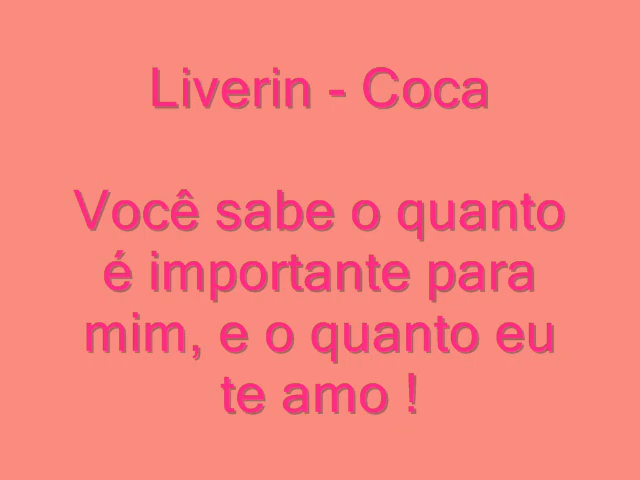 Liverin - Coca
Você sabe o quanto
é importante para
mim, e o quanto eu
te amo !